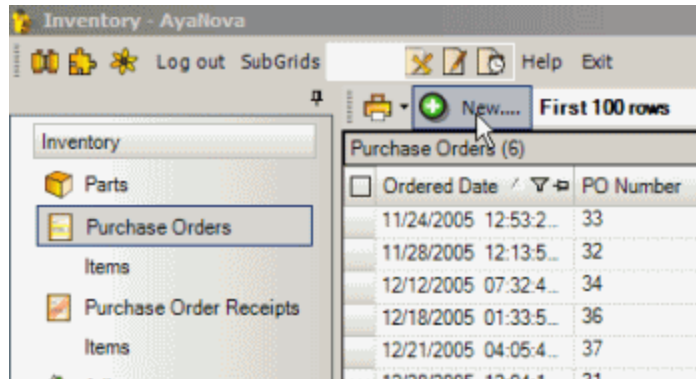 Inventory - AyaNova
Log out SubGrids Help Exit
New.... First 100 rows
Inventory
Purchase Orders (6)
Parts
Ordered Date PO Number
Purchase Orders
11/24/2005 12:53:2... 33
Items
11/28/2005 12:13:5... 32
12/12/2005 07:32:4... 34
Purchase Order Receipts
12/18/2005 01:33:5... 36
Items
12/21/2005 04:05:4... 37